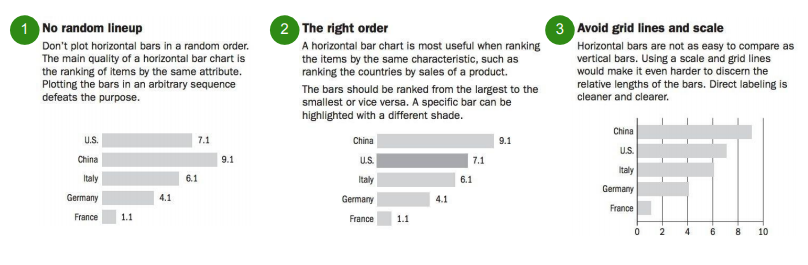 1 No random lineup
Don't plot horizontal bars in a random order.
The main quality of a horizontal bar chart is
the ranking of items by the same attribute.
Plotting the bars in an arbitrary sequence
defeats the purpose.
U.S. 7.1
China 9.1
Italy 6.1
Germany 4.1
France 1.1
2 The right order
A horizontal bar chart is most useful when ranking
the items by the same characteristic, such as
ranking the countries by sales of a product.
The bars should be ranked from the largest to the
smallest or vice versa. A specific bar can be
highlighted with a different shade.
China 9.1
U.S. 7.1
Italy 6.1
Germany 4.1
France 1.1
3 Avoid grid lines and scale
Horizontal bars are not as easy to compare as
vertical bars. Using a scale and grid lines
would make it even harder to discern the
relative lengths of the bars. Direct labeling is
cleaner and clearer.
China
U.S.
Italy
Germany
France
0 2 4 6 8 10